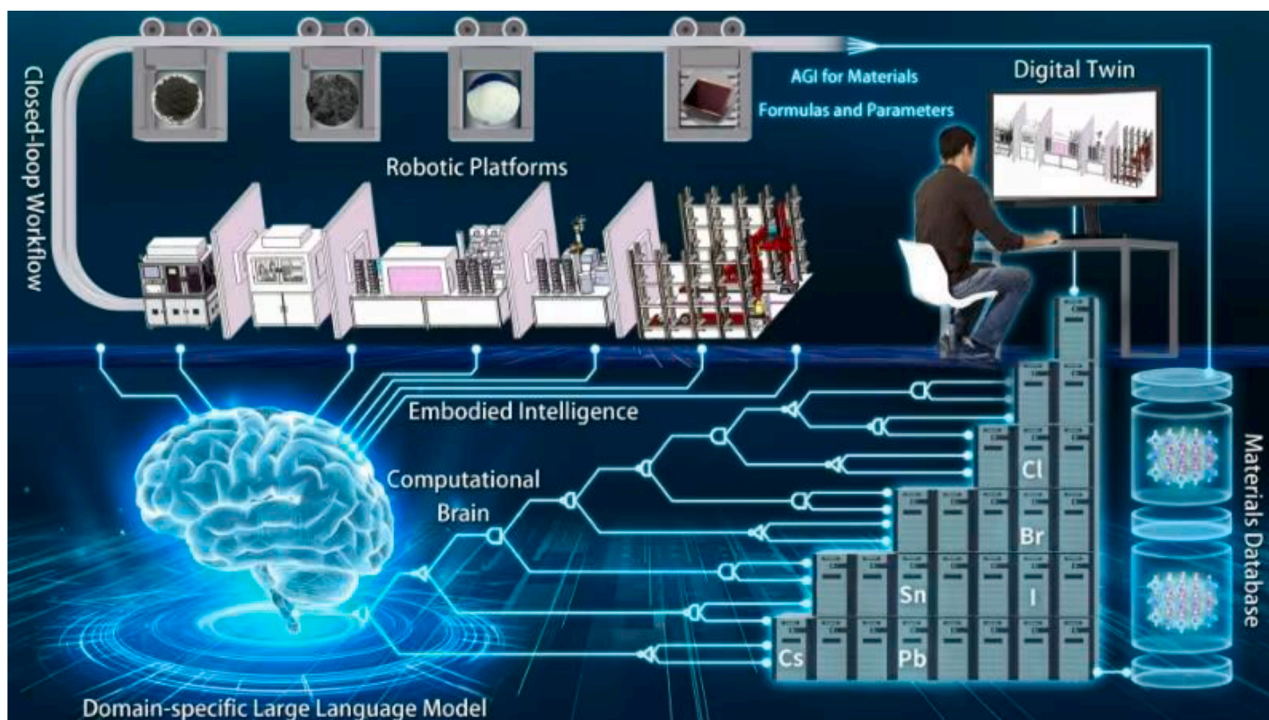 Closed-loop Workflow
AGI for Materials
Formulas and Parameters
Digital Twin
Robotic Platforms
Embodied Intelligence
Computational
Brain
Cl
Br
Sn
I
Cs
Pb
Materials Database
Domain-specific Large Language Model